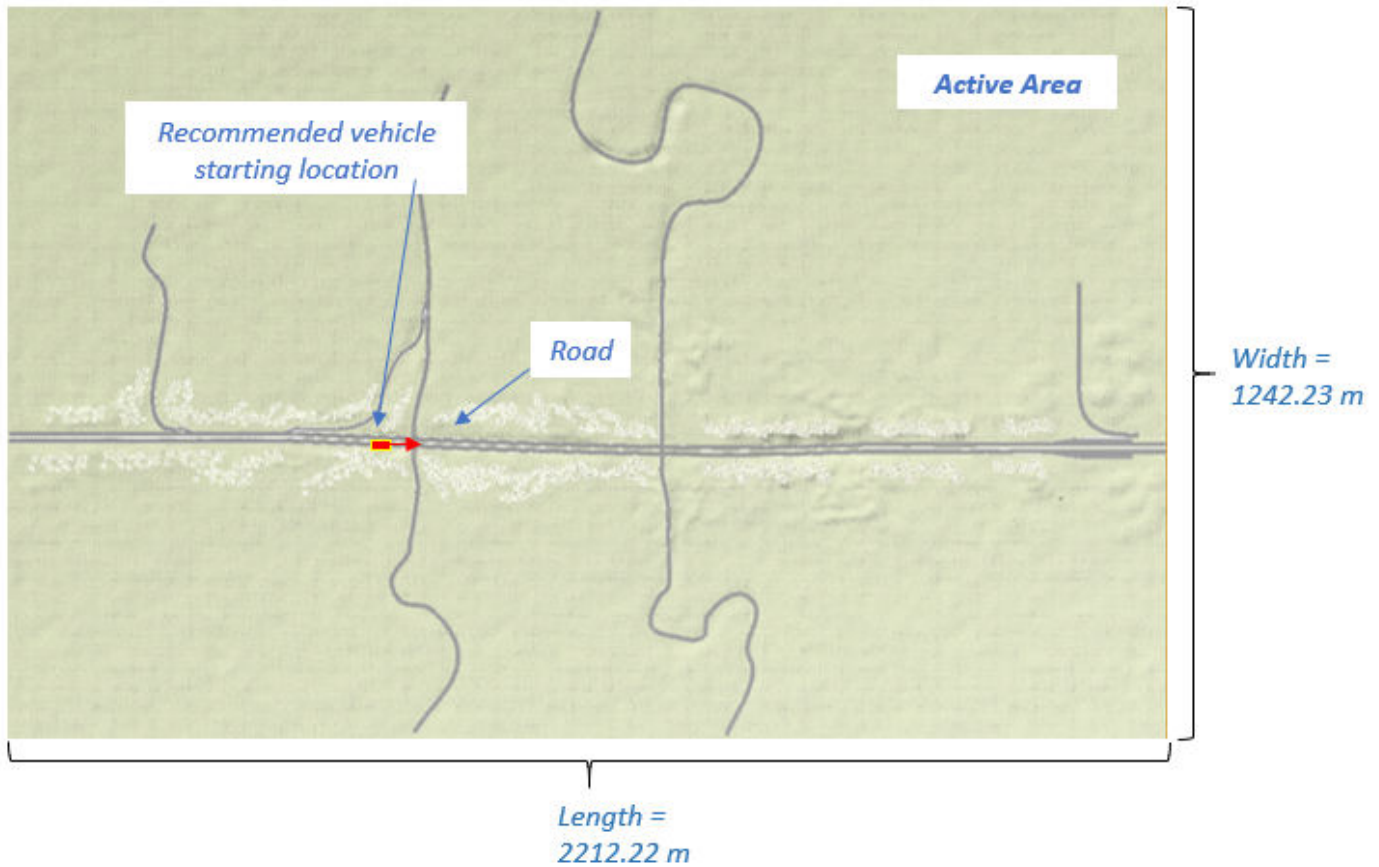 Active Area
Recommended vehicle
starting location
Road
Width =
1242.23 m
Length =
2212.22 m